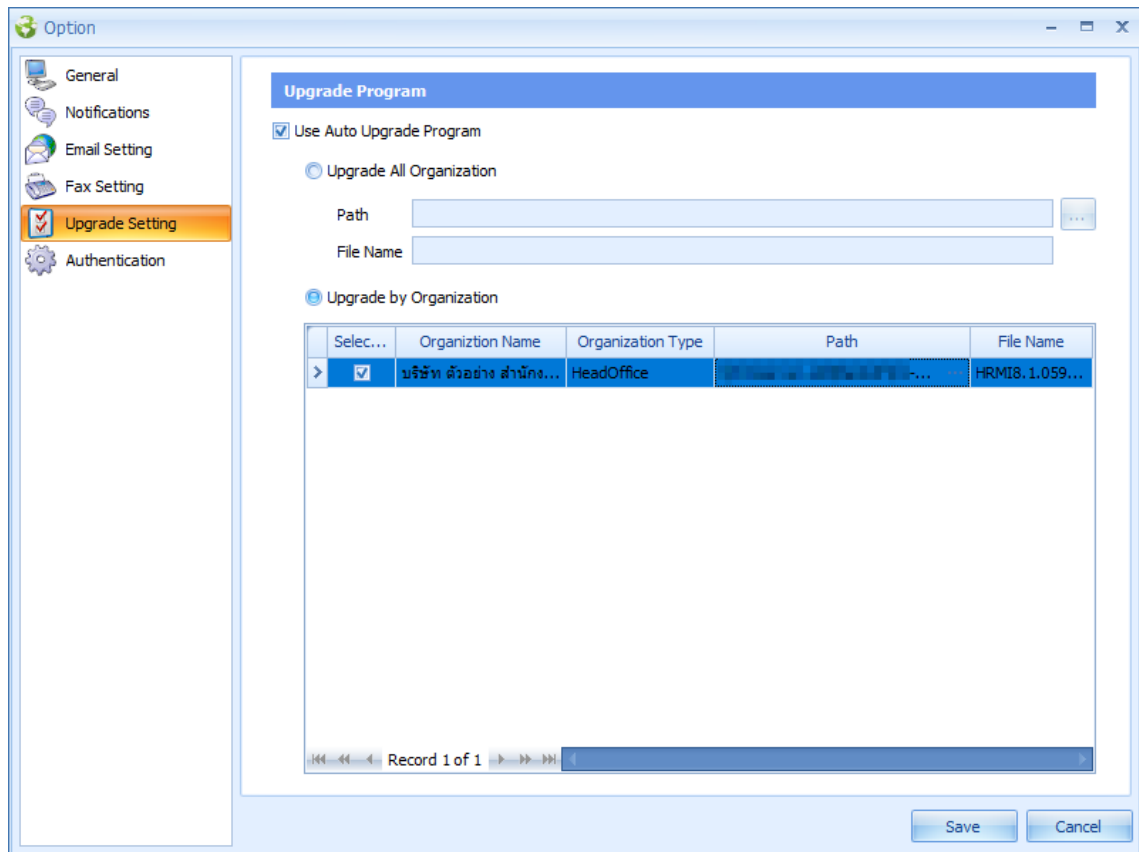 Option
General
Notifications
Email Setting
Fax Setting
Upgrade Setting
Authentication
Upgrade Program
Use Auto Upgrade Program
Upgrade All Organization
Path
...
File Name
Upgrade by Organization
Selec... Organiztion Name Organization Type Path File Name
บริษัท ตัวอย่าง สำนักง... HeadOffice -... ... HRMI8.1.059...
Record 1 of 1
Save Cancel